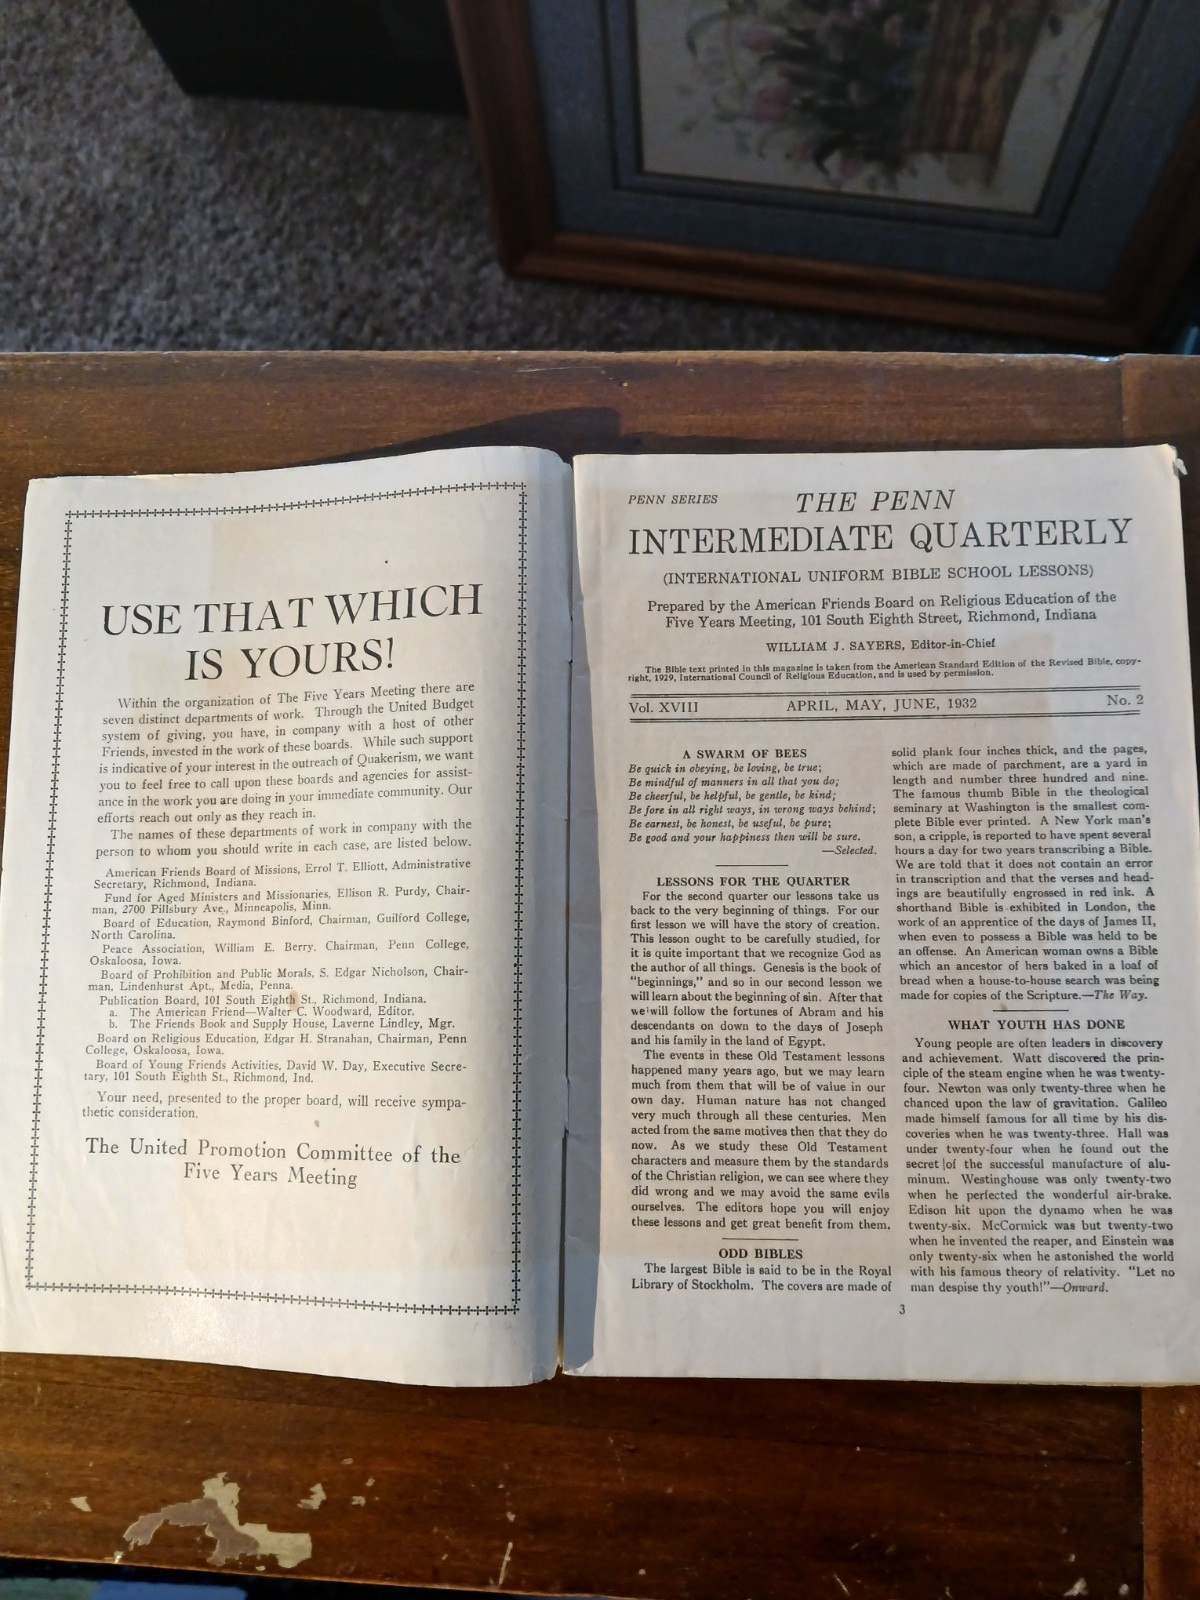 USE THAT WHICH
IS YOURS!
Within the organization of The Five Years Meeting there are
seven distinct departments of work. Through the United Budget
system of giving, you have, in company with a host of other
Friends, invested in the work of these boards. While such support
is indicative of your interest in the outreach of Quakerism, we want
you to feel free to call upon these boards and agencies for assist-
ance in the work you are doing in your immediate community. Our
efforts reach out only as they reach in.
The names of these departments of work in company with the
person to whom you should write in each case, are listed below.
American Friends Board of Missions, Errol T. Elliott, Administrative
Secretary, Richmond, Indiana.
Fund for Aged Ministers and Missionaries, Ellison R. Purdy, Chair-
man, 2700 Pillsbury Ave., Minneapolis, Minn.
Board of Education, Raymond Binford, Chairman, Guilford College,
North Carolina.
Peace Association, William E. Berry, Chairman, Penn College,
Oskaloosa, Iowa.
Board of Prohibition and Public Morals, S. Edgar Nicholson, Chair-
man, Lindenhurst Apt., Media, Penna.
Publication Board, 101 South Eighth St., Richmond, Indiana.
a. The American Friend—Walter C. Woodward, Editor.
b. The Friends Book and Supply House, Laverne Lindley, Mgr.
Board on Religious Education, Edgar H. Stranahan, Chairman, Penn
College, Oskaloosa, Iowa.
Board of Young Friends Activities, David W. Day, Executive Secre-
tary, 101 South Eighth St., Richmond, Ind.
Your need, presented to the proper board, will receive sympa-
thetic consideration.
The United Promotion Committee of the
Five Years Meeting
PENN SERIES
THE PENN
INTERMEDIATE QUARTERLY
(INTERNATIONAL UNIFORM BIBLE SCHOOL LESSONS)
Prepared by the American Friends Board on Religious Education of the
Five Years Meeting, 101 South Eighth Street, Richmond, Indiana
WILLIAM J. SAYERS, Editor-in-Chief
The Bible text printed in this magazine is taken from the American Standard Edition of the Revised Bible, copy-
right, 1929, International Council of Religious Education, and is used by permission.
Vol. XVIII APRIL, MAY, JUNE, 1932 No. 2
A SWARM OF BEES
Be quick in obeying, be loving, be true;
Be mindful of manners in all that you do;
Be cheerful, be helpful, be gentle, be kind;
Be fore in all right ways, in wrong ways behind;
Be earnest, be honest, be useful, be pure;
Be good and your happiness then will be sure.
—Selected.
LESSONS FOR THE QUARTER
For the second quarter our lessons take us
back to the very beginning of things. For our
first lesson we will have the story of creation.
This lesson ought to be carefully studied, for
it is quite important that we recognize God as
the author of all things. Genesis is the book of
"beginnings," and so in our second lesson we
will learn about the beginning of sin. After that
we will follow the fortunes of Abram and his
descendants on down to the days of Joseph
and his family in the land of Egypt.
The events in these Old Testament lessons
happened many years ago, but we may learn
much from them that will be of value in our
own day. Human nature has not changed
very much through all these centuries. Men
acted from the same motives then that they do
now. As we study these Old Testament
characters and measure them by the standards
of the Christian religion, we can see where they
did wrong and we may avoid the same evils
ourselves. The editors hope you will enjoy
these lessons and get great benefit from them.
ODD BIBLES
The largest Bible is said to be in the Royal
Library of Stockholm. The covers are made of
solid plank four inches thick, and the pages,
which are made of parchment, are a yard in
length and number three hundred and nine.
The famous thumb Bible in the theological
seminary at Washington is the smallest com-
plete Bible ever printed. A New York man's
son, a cripple, is reported to have spent several
hours a day for two years transcribing a Bible.
We are told that it does not contain an error
in transcription and that the verses and head-
ings are beautifully engrossed in red ink. A
shorthand Bible is exhibited in London, the
work of an apprentice of the days of James II,
when even to possess a Bible was held to be
an offense. An American woman owns a Bible
which an ancestor of hers baked in a loaf of
bread when a house-to-house search was being
made for copies of the Scripture.—The Way.
WHAT YOUTH HAS DONE
Young people are often leaders in discovery
and achievement. Watt discovered the prin-
ciple of the steam engine when he was twenty-
four. Newton was only twenty-three when he
chanced upon the law of gravitation. Galileo
made himself famous for all time by his dis-
coveries when he was twenty-three. Hall was
under twenty-four when he found out the
secret of the successful manufacture of alu-
minum. Westinghouse was only twenty-two
when he perfected the wonderful air-brake.
Edison hit upon the dynamo when he was
twenty-six. McCormick was but twenty-two
when he invented the reaper, and Einstein was
only twenty-six when he astonished the world
with his famous theory of relativity. "Let no
man despise thy youth!"—Onward.
3